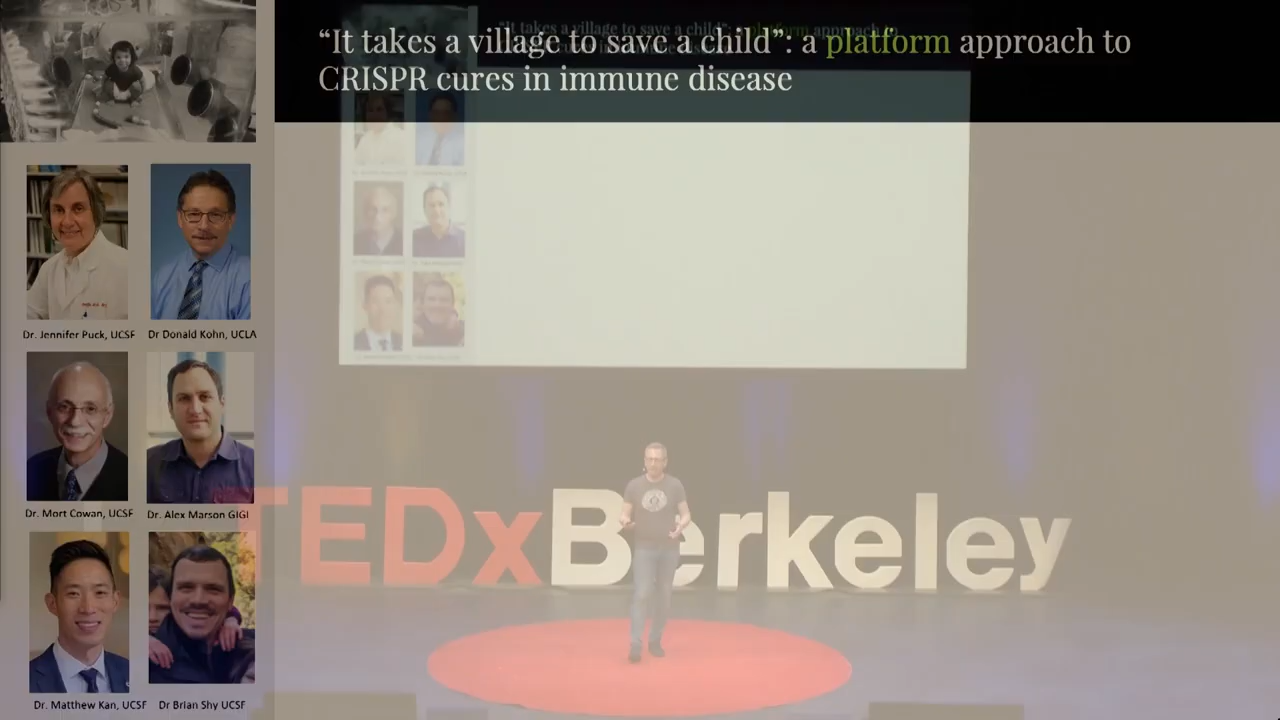 “It takes a village to save a child”: a platform approach to
CRISPR cures in immune disease
Dr. Jennifer Puck, UCSF
Dr Donald Kohn, UCLA
Dr. Mort Cowan, UCSF
Dr. Alex Marson GIGI
Dr. Matthew Kan, UCSF
Dr Brian Shy UCSF
TEDxBerkeley